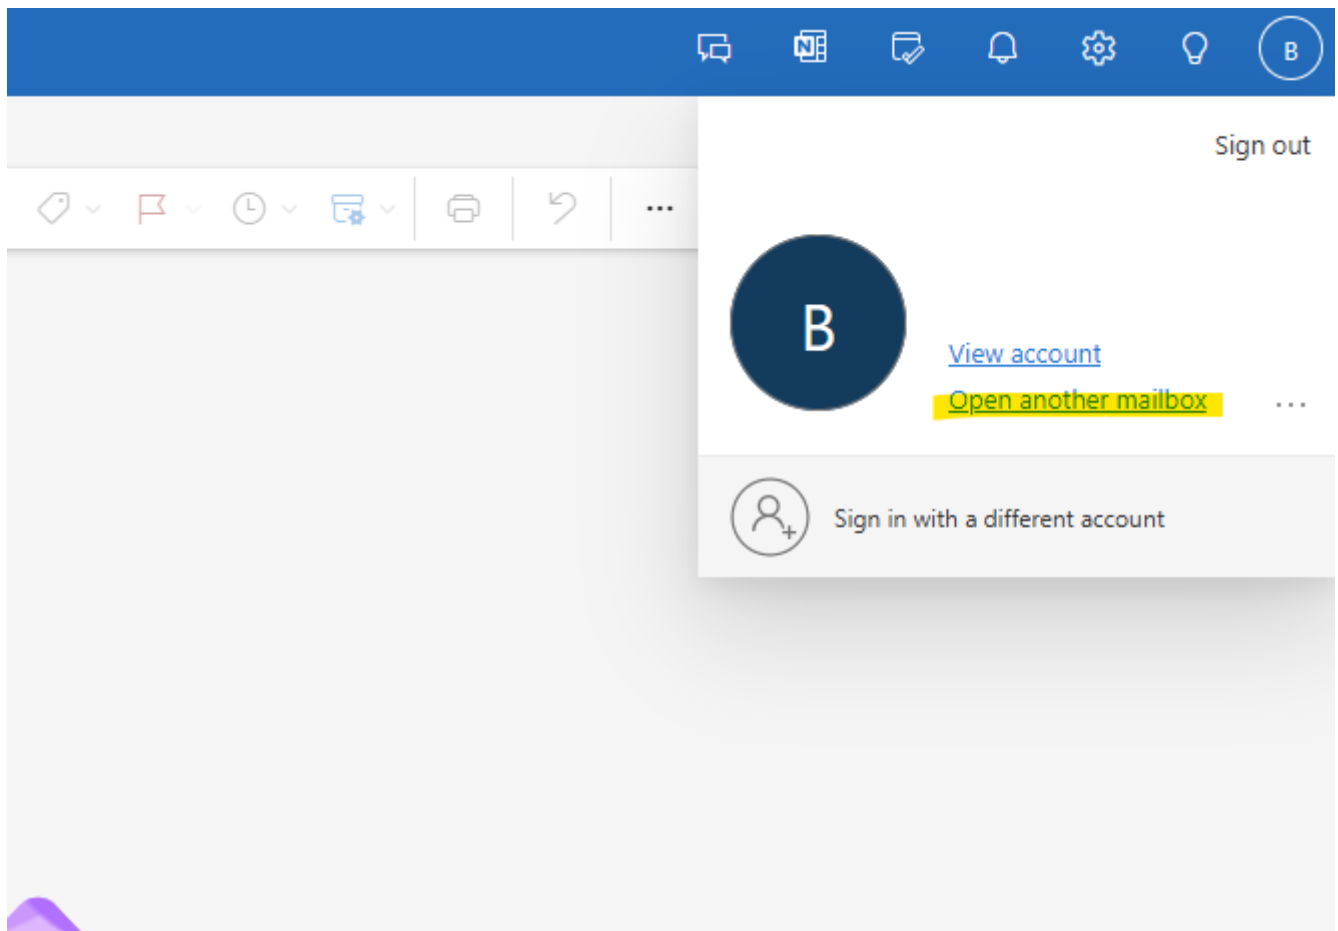 B
Sign out
B
View account
Open another mailbox
Sign in with a different account